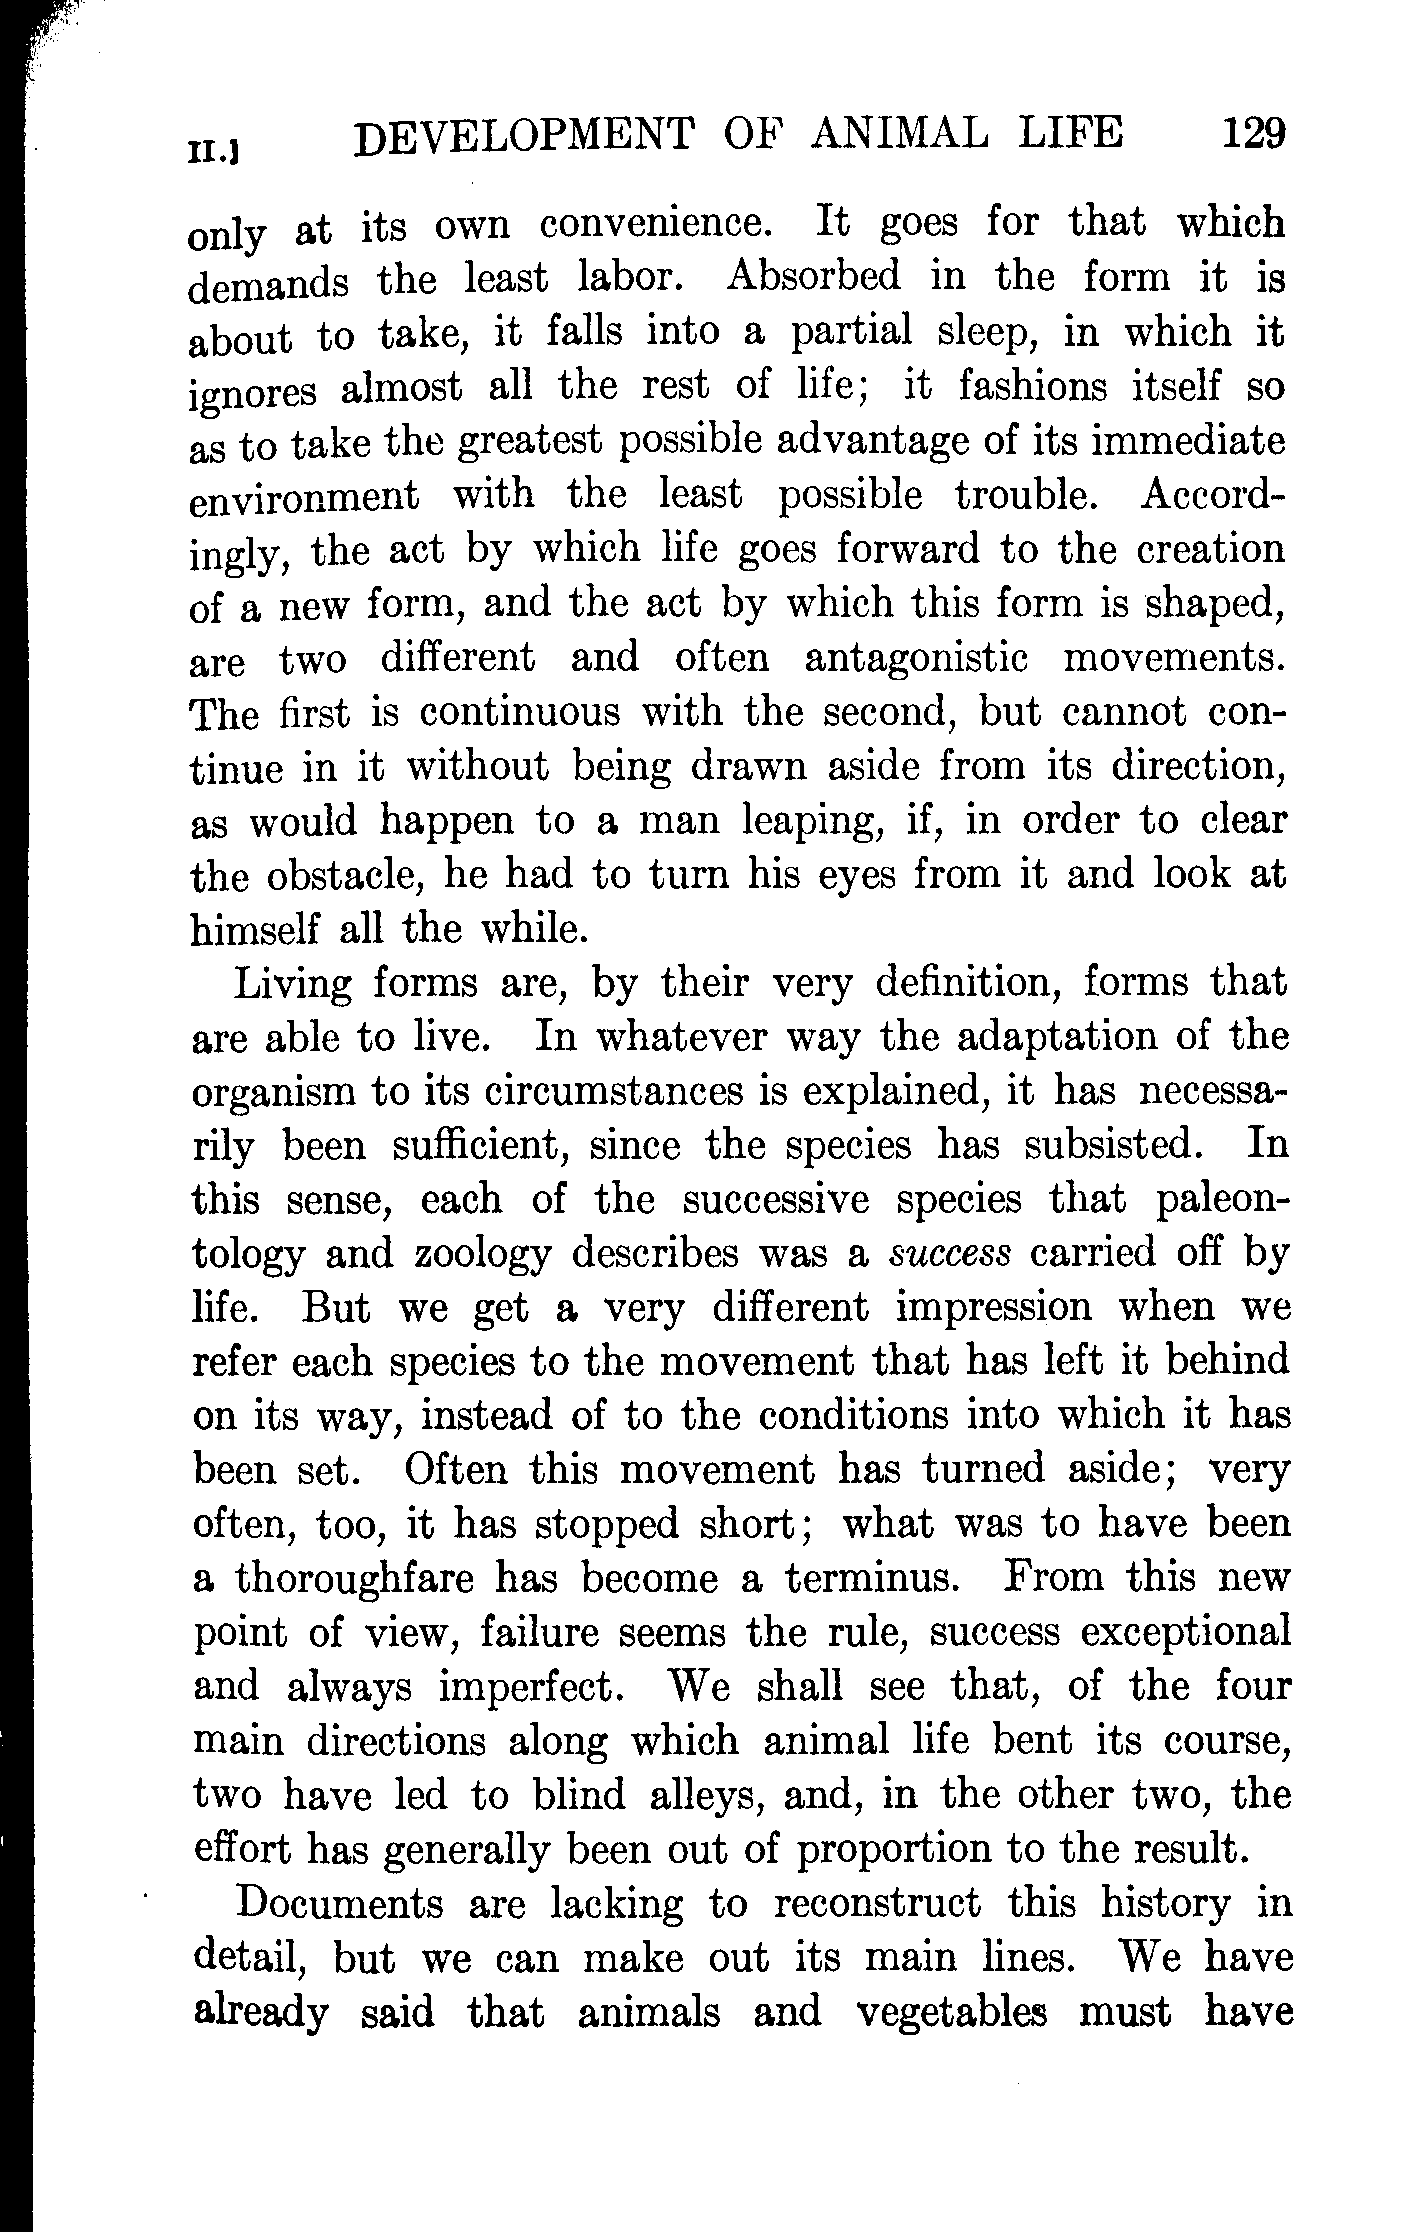 II.] DEVELOPMENT OF ANIMAL LIFE 129
only at its own convenience. It goes for that which
demands the least labor. Absorbed in the form it is
about to take, it falls into a partial sleep, in which it
ignores almost all the rest of life; it fashions itself so
as to take the greatest possible advantage of its immediate
environment with the least possible trouble. Accord-
ingly, the act by which life goes forward to the creation
of a new form, and the act by which this form is shaped,
are two different and often antagonistic movements.
The first is continuous with the second, but cannot con-
tinue in it without being drawn aside from its direction,
as would happen to a man leaping, if, in order to clear
the obstacle, he had to turn his eyes from it and look at
himself all the while.
Living forms are, by their very definition, forms that
are able to live. In whatever way the adaptation of the
organism to its circumstances is explained, it has necessa-
rily been sufficient, since the species has subsisted. In
this sense, each of the successive species that paleon-
tology and zoology describes was a success carried off by
life. But we get a very different impression when we
refer each species to the movement that has left it behind
on its way, instead of to the conditions into which it has
been set. Often this movement has turned aside; very
often, too, it has stopped short; what was to have been
a thoroughfare has become a terminus. From this new
point of view, failure seems the rule, success exceptional
and always imperfect. We shall see that, of the four
main directions along which animal life bent its course,
two have led to blind alleys, and, in the other two, the
effort has generally been out of proportion to the result.
Documents are lacking to reconstruct this history in
detail, but we can make out its main lines. We have
already said that animals and vegetables must have